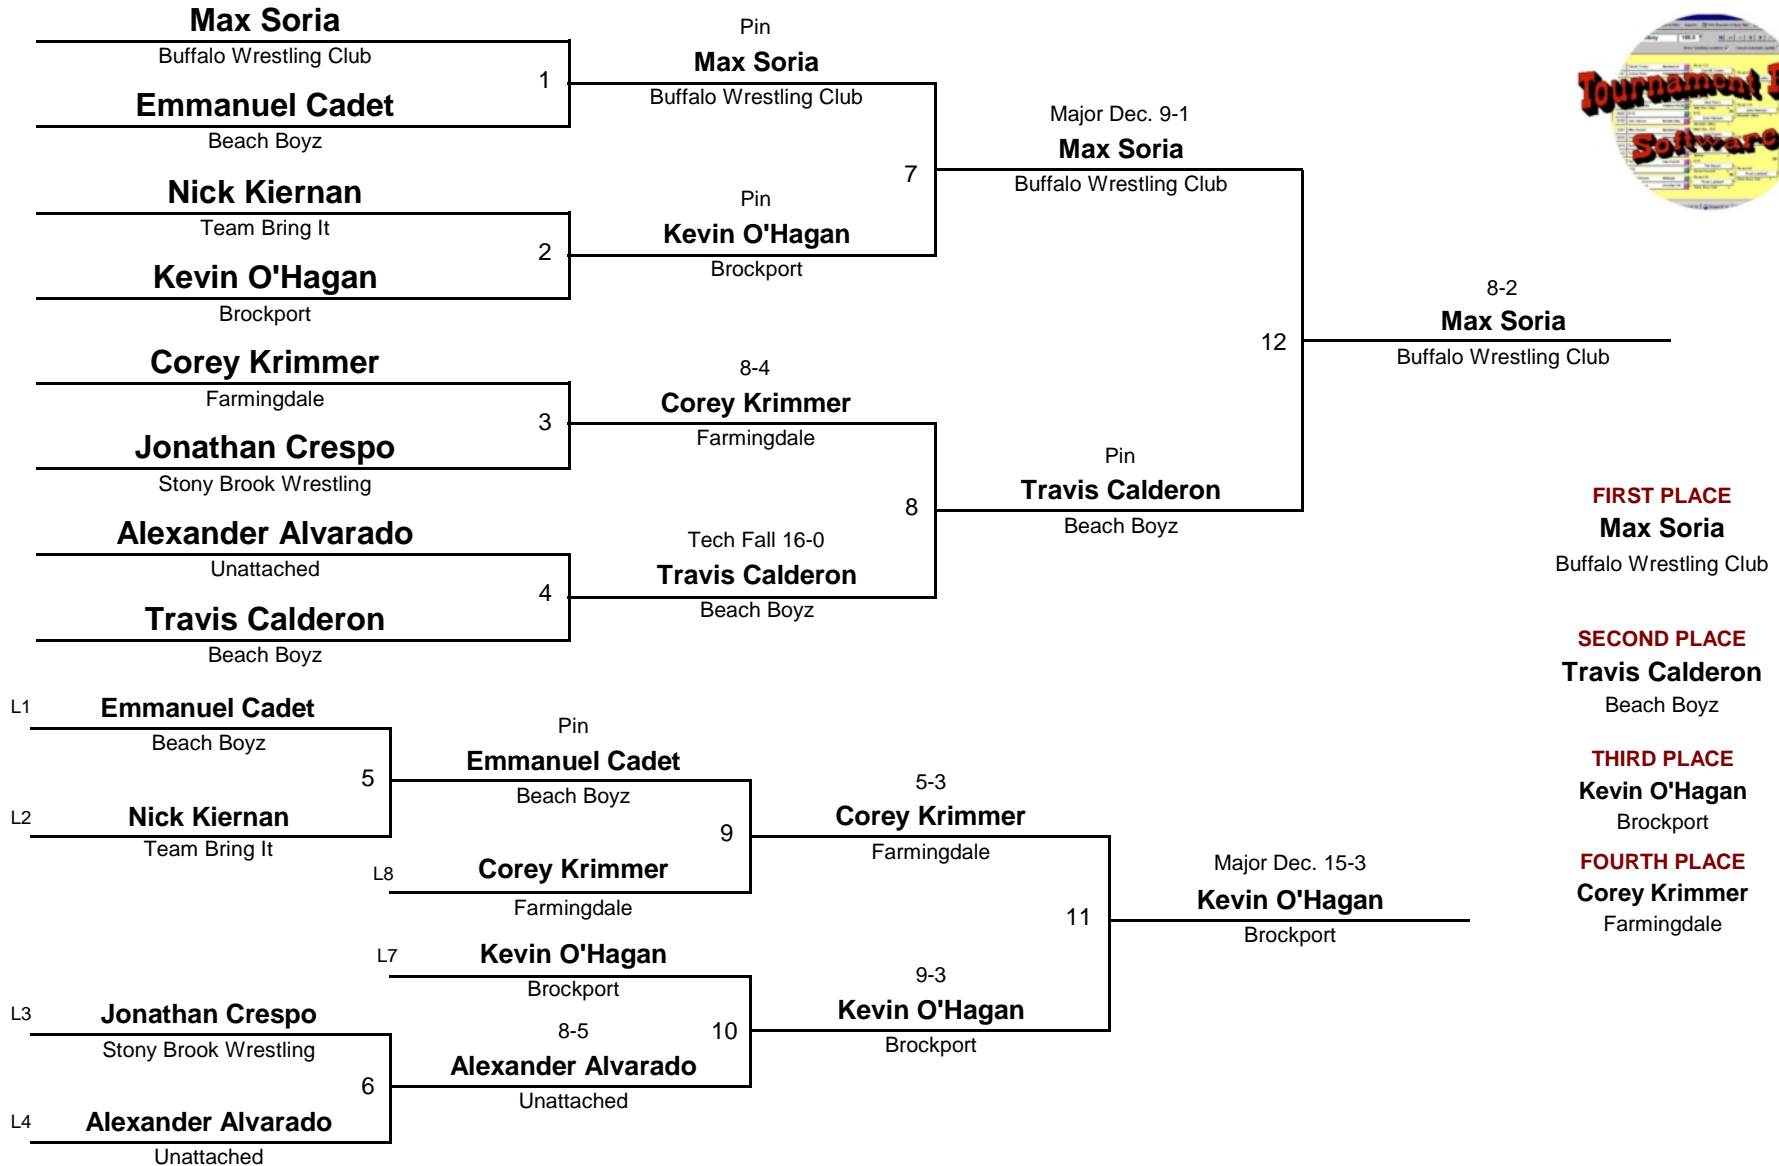 Max Soria
Buffalo Wrestling Club
1
Emmanuel Cadet
Beach Boyz
Nick Kiernan
Team Bring It
2
Kevin O'Hagan
Brockport
Corey Krimmer
Farmingdale
3
Jonathan Crespo
Stony Brook Wrestling
Alexander Alvarado
Unattached
4
Travis Calderon
Beach Boyz
Pin
Max Soria
Buffalo Wrestling Club
7
Pin
Kevin O'Hagan
Brockport
8-4
Corey Krimmer
Farmingdale
8
Tech Fall 16-0
Travis Calderon
Beach Boyz
Major Dec. 9-1
Max Soria
Buffalo Wrestling Club
12
Pin
Travis Calderon
Beach Boyz
8-2
Max Soria
Buffalo Wrestling Club
Tournament
Software
FIRST PLACE
Max Soria
Buffalo Wrestling Club
SECOND PLACE
Travis Calderon
Beach Boyz
THIRD PLACE
Kevin O'Hagan
Brockport
FOURTH PLACE
Corey Krimmer
Farmingdale
L1
Emmanuel Cadet
Beach Boyz
5
L2
Nick Kiernan
Team Bring It
Pin
Emmanuel Cadet
Beach Boyz
9
L8
Corey Krimmer
Farmingdale
L7
Kevin O'Hagan
Brockport
10
L3
Jonathan Crespo
Stony Brook Wrestling
6
L4
Alexander Alvarado
Unattached
8-5
Alexander Alvarado
Unattached
5-3
Corey Krimmer
Farmingdale
11
9-3
Kevin O'Hagan
Brockport
Major Dec. 15-3
Kevin O'Hagan
Brockport